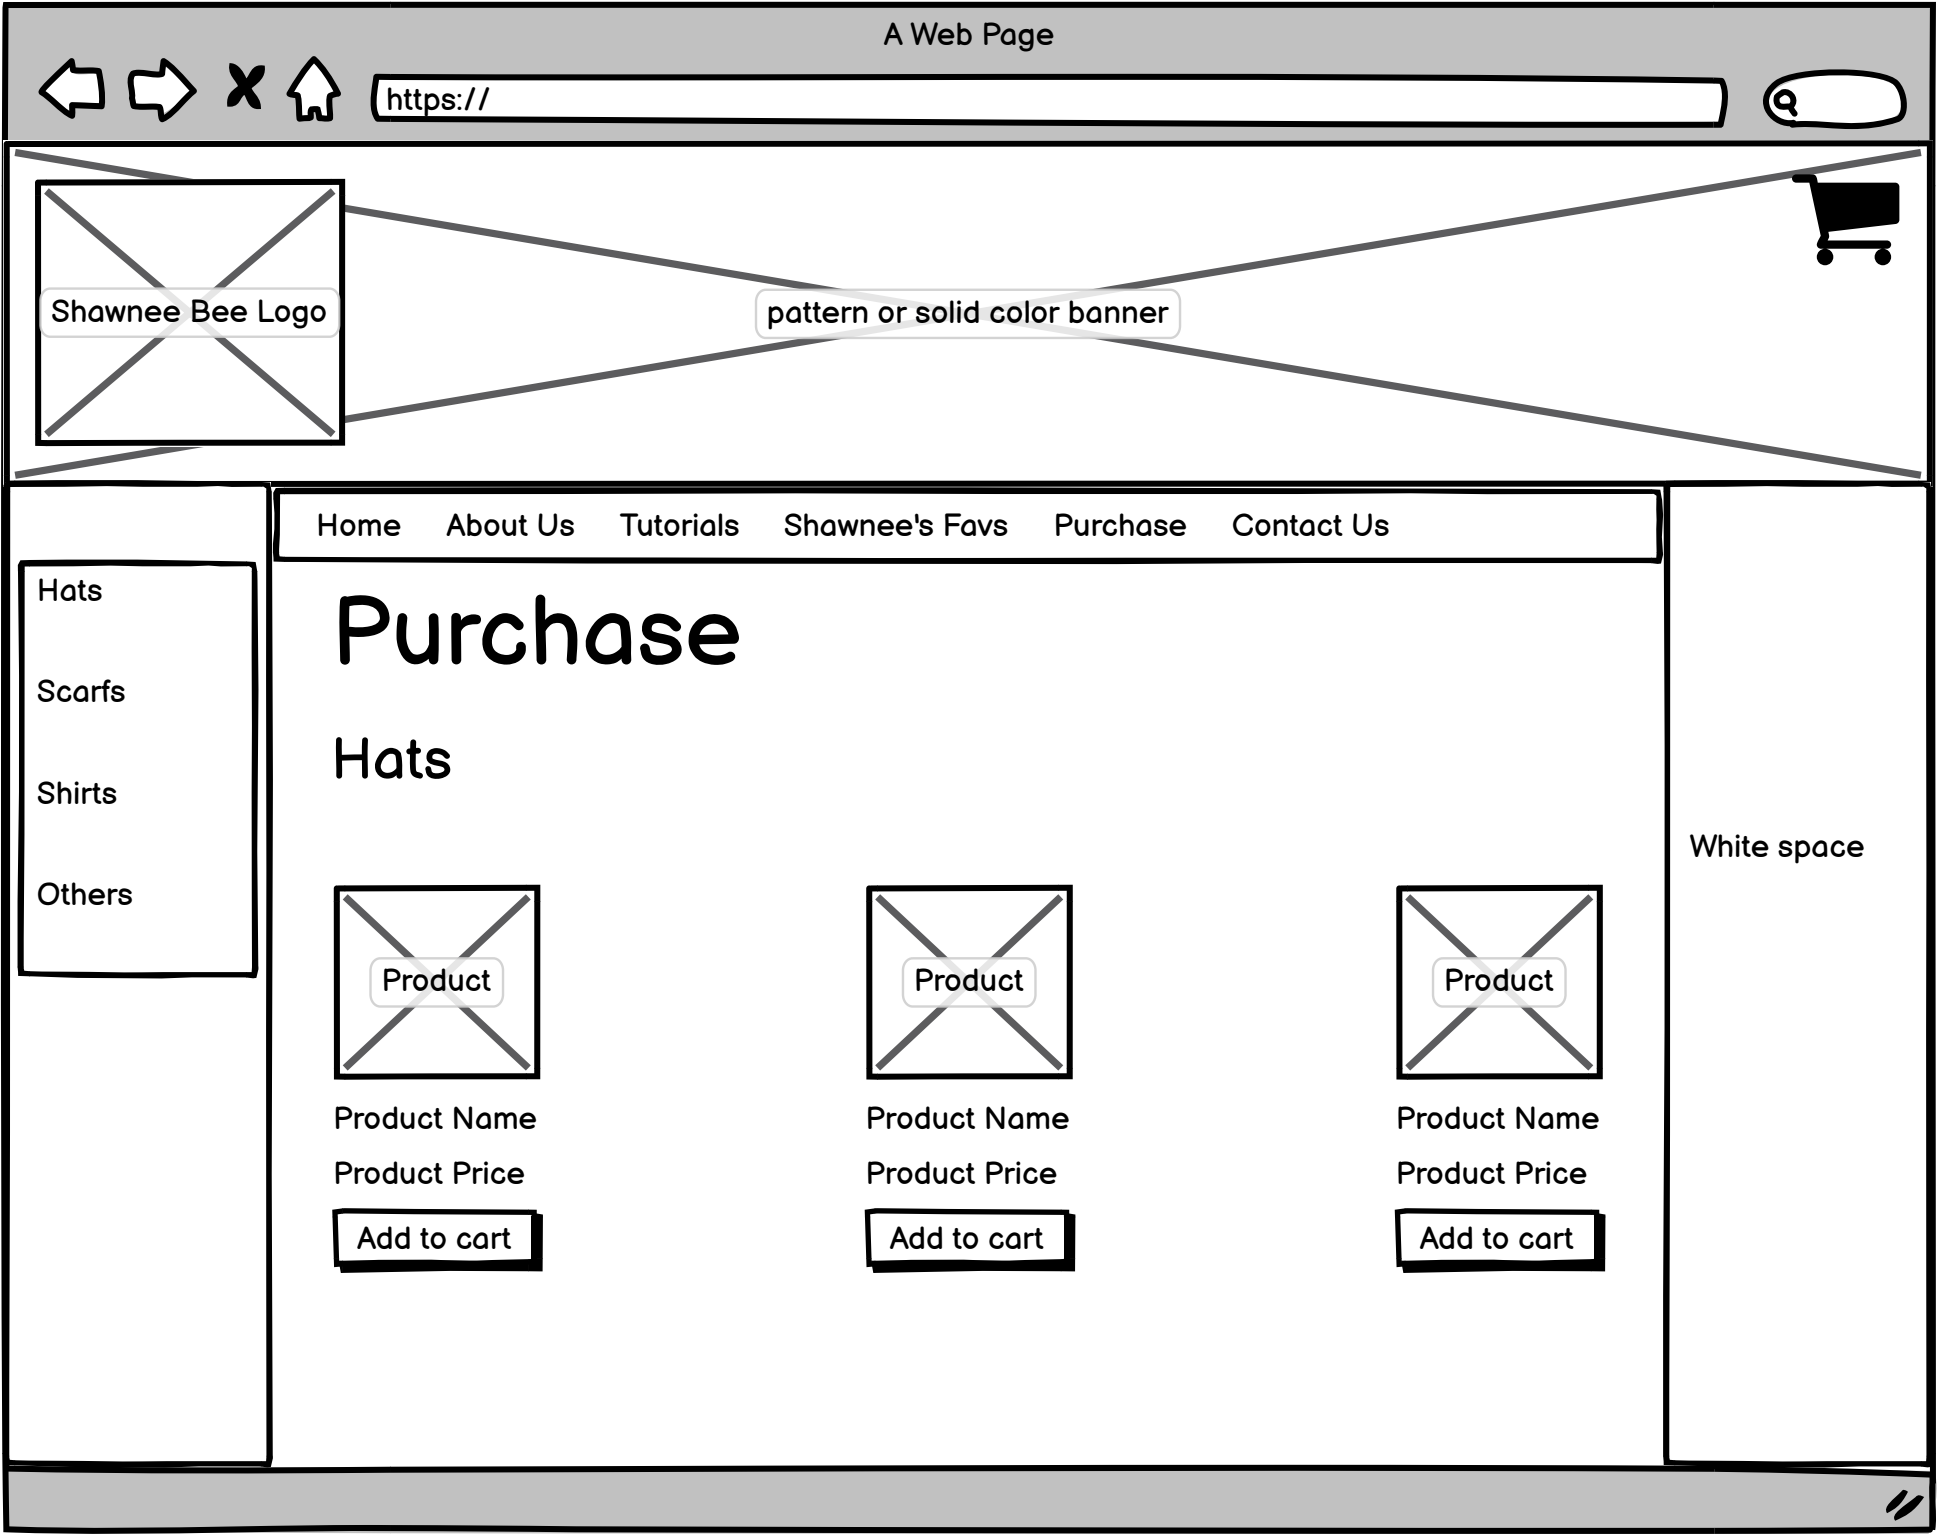 A Web Page
https://
Shawnee Bee Logo
pattern or solid color banner
Home About Us Tutorials Shawnee's Favs Purchase Contact Us
Hats
Scarfs
Shirts
Others
Purchase
Hats
Product Product Product
Product Name Product Name Product Name
Product Price Product Price Product Price
Add to cart Add to cart Add to cart
White space